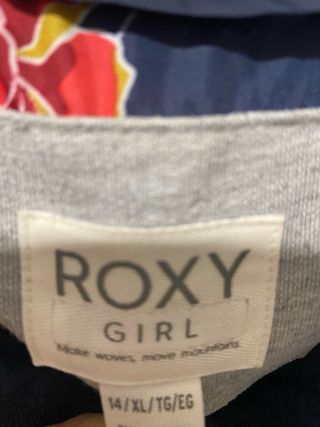 ROXY
GIRL
Make waves, move mountains.
14/XL/TG/EG